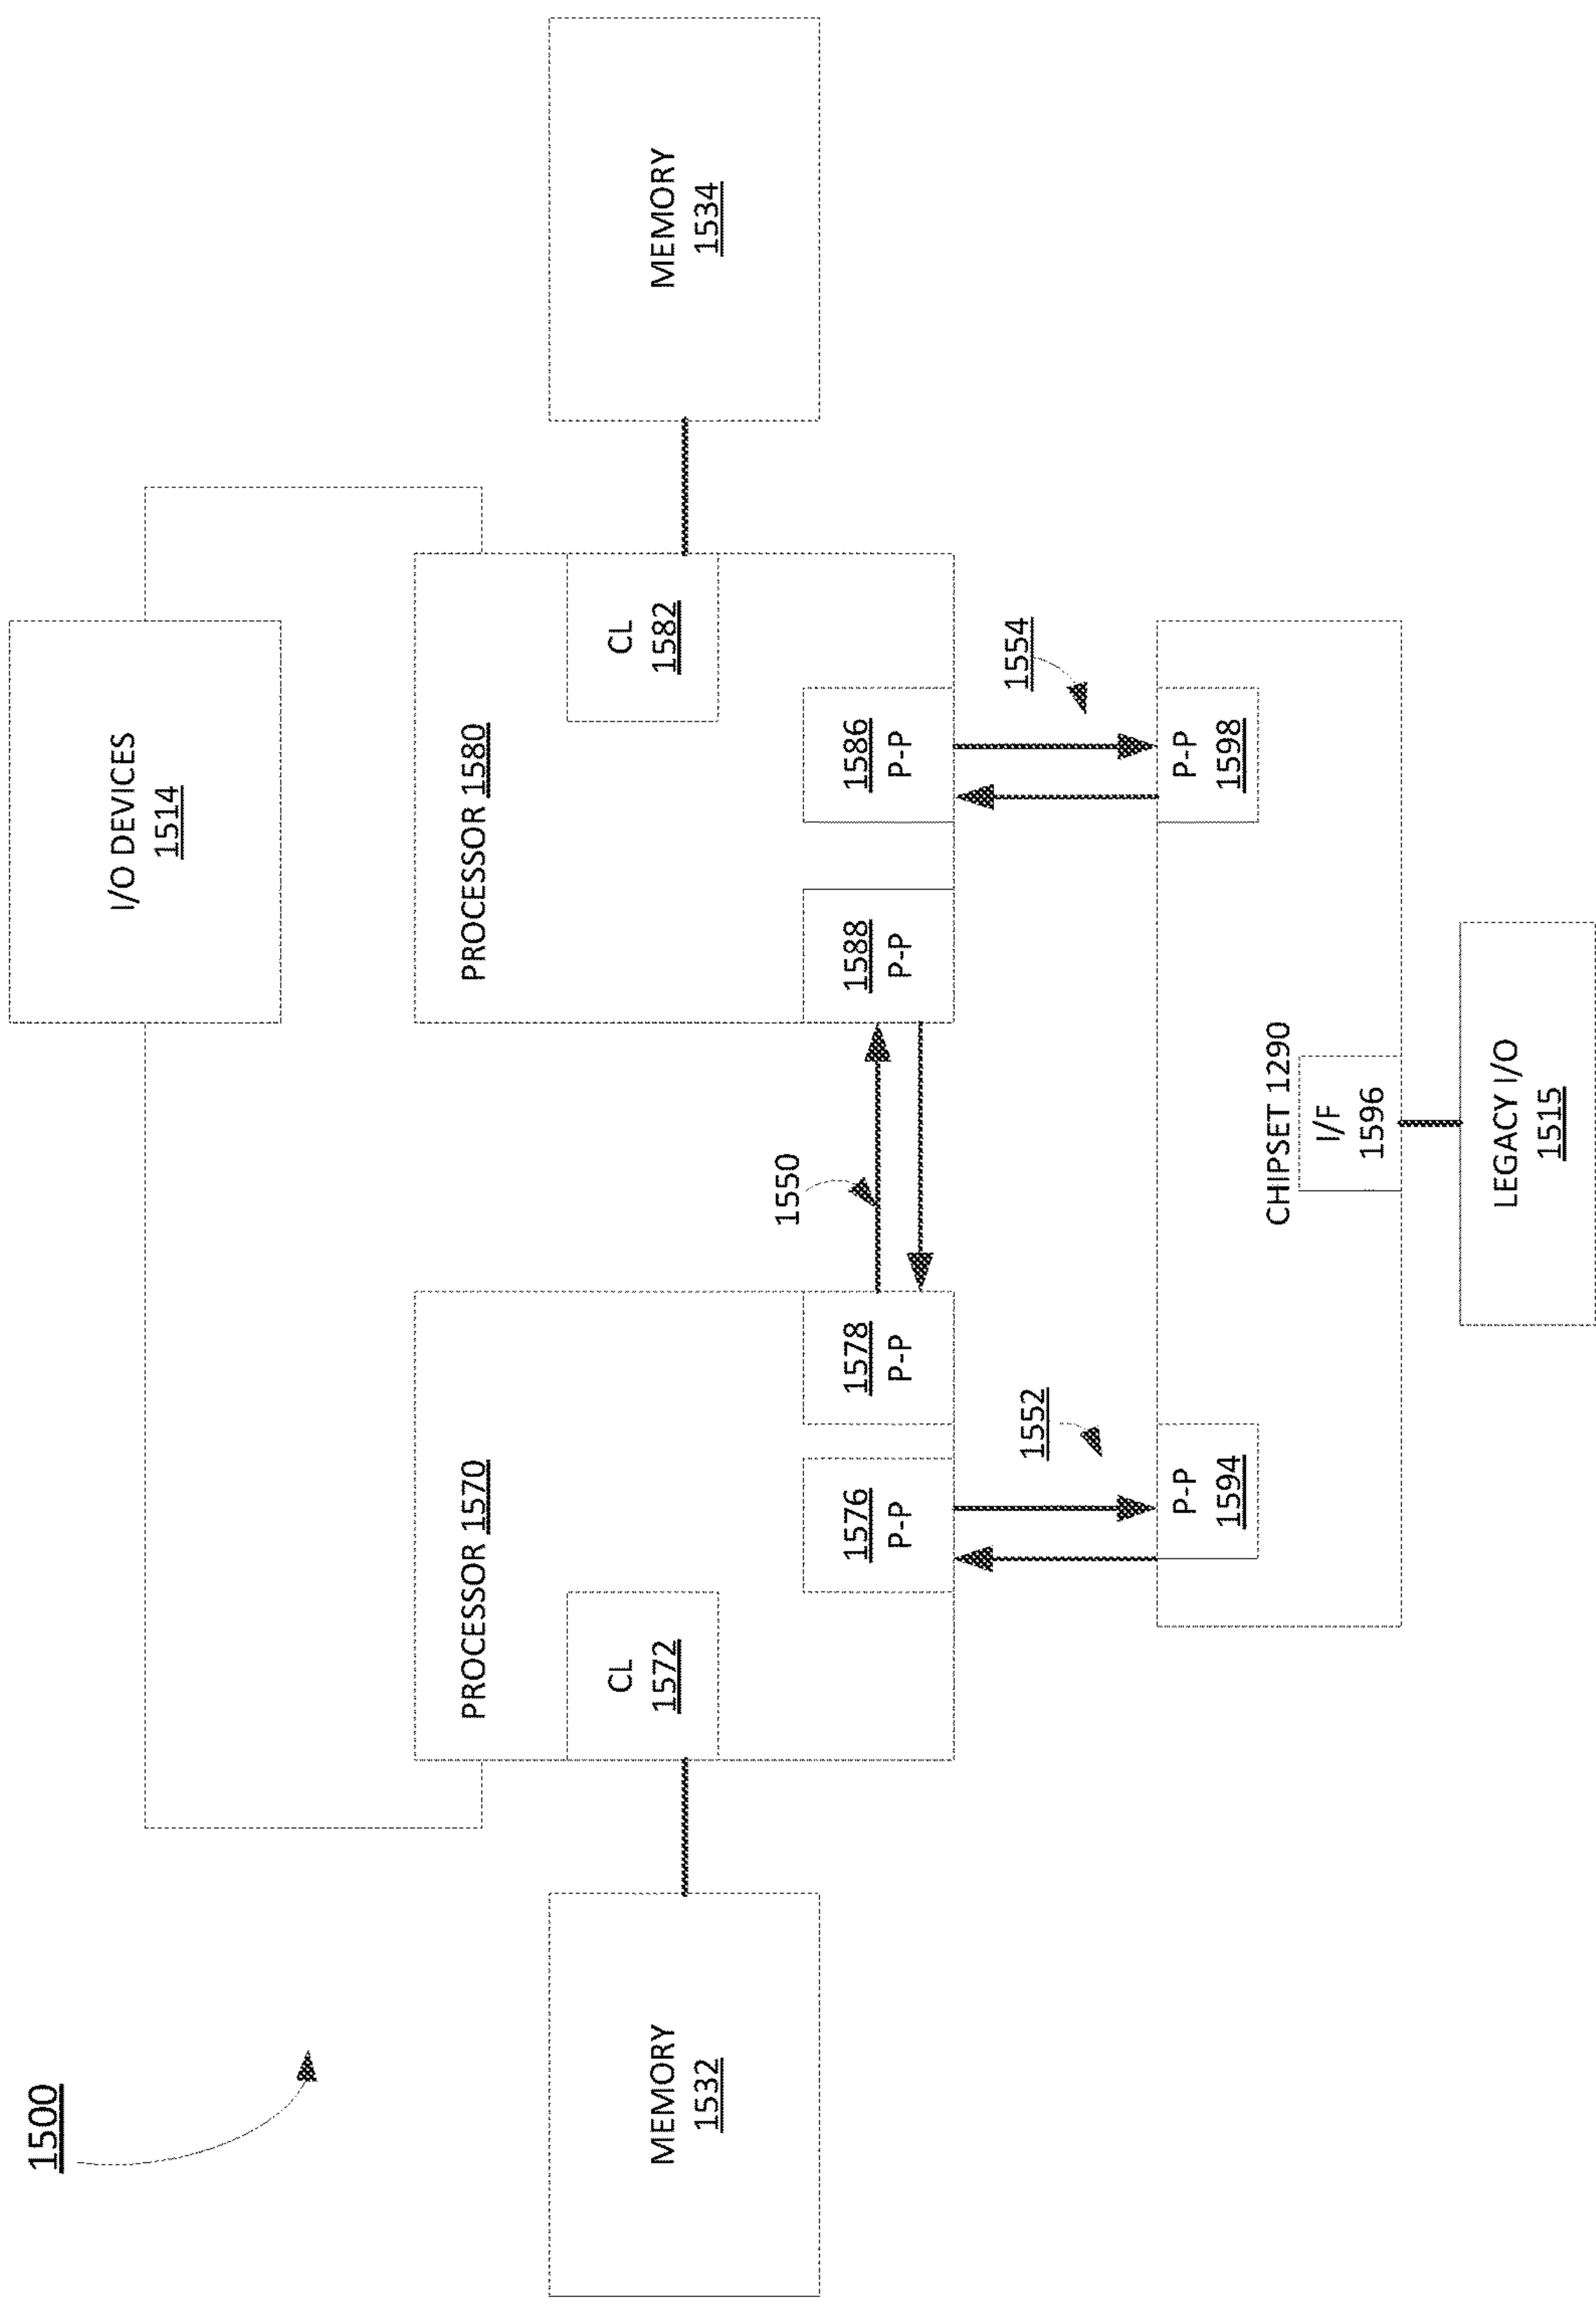 1500
I/O DEVICES
1514
MEMORY
1532
PROCESSOR 1570
CL
1572
1576
P-P
1578
P-P
1550
PROCESSOR 1580
CL
1582
1588
P-P
1586
P-P
MEMORY
1534
1552
1554
P-P
1594
P-P
1598
CHIPSET 1290
I/F
1596
LEGACY I/O
1515